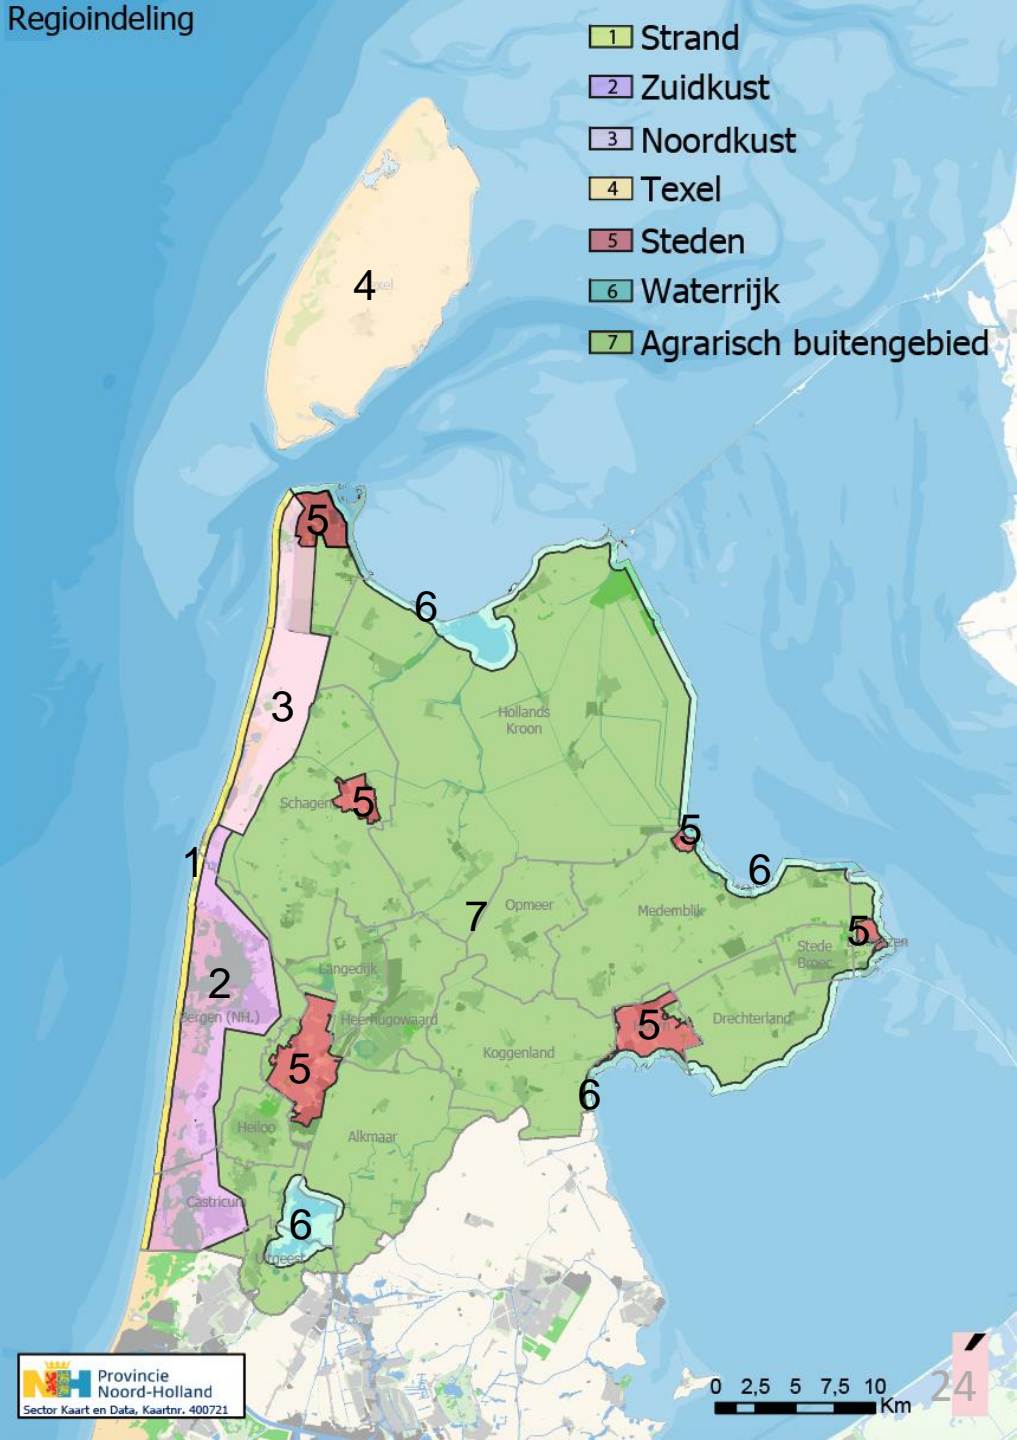 Regioindeling
1 Strand
2 Zuidkust
3 Noordkust
4 Texel
5 Steden
6 Waterrijk
7 Agrarisch buitengebied
4
5
6
3
Hollands
Kroon
Schagen
5
5
1
6
7
Opmeer
Medemblik
5
Stede
Broec
2
Langedijk
Bergen (NH.)
Heerhugowaard
5
Drechterland
5
Koggenland
6
Heiloo
Alkmaar
Castricum
6
Uitgeest
Provincie
Noord-Holland
Sector Kaart en Data, Kaartnr. 400721
0 2,5 5 7,5 10
Km
24